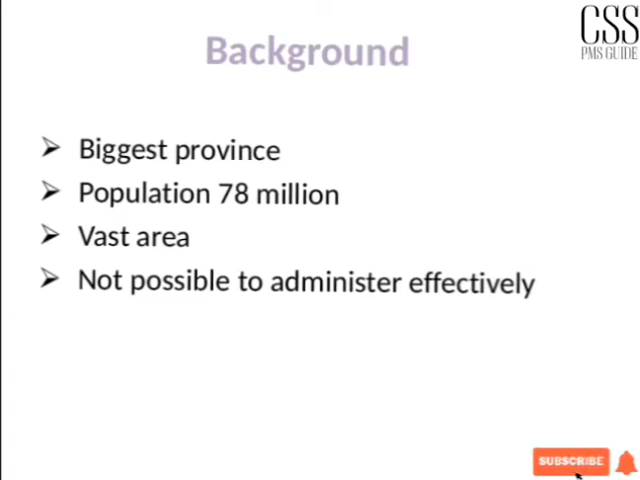 CSS
PMS GUIDE
Background
Biggest province
Population 78 million
Vast area
Not possible to administer effectively
SUBSCRIBE